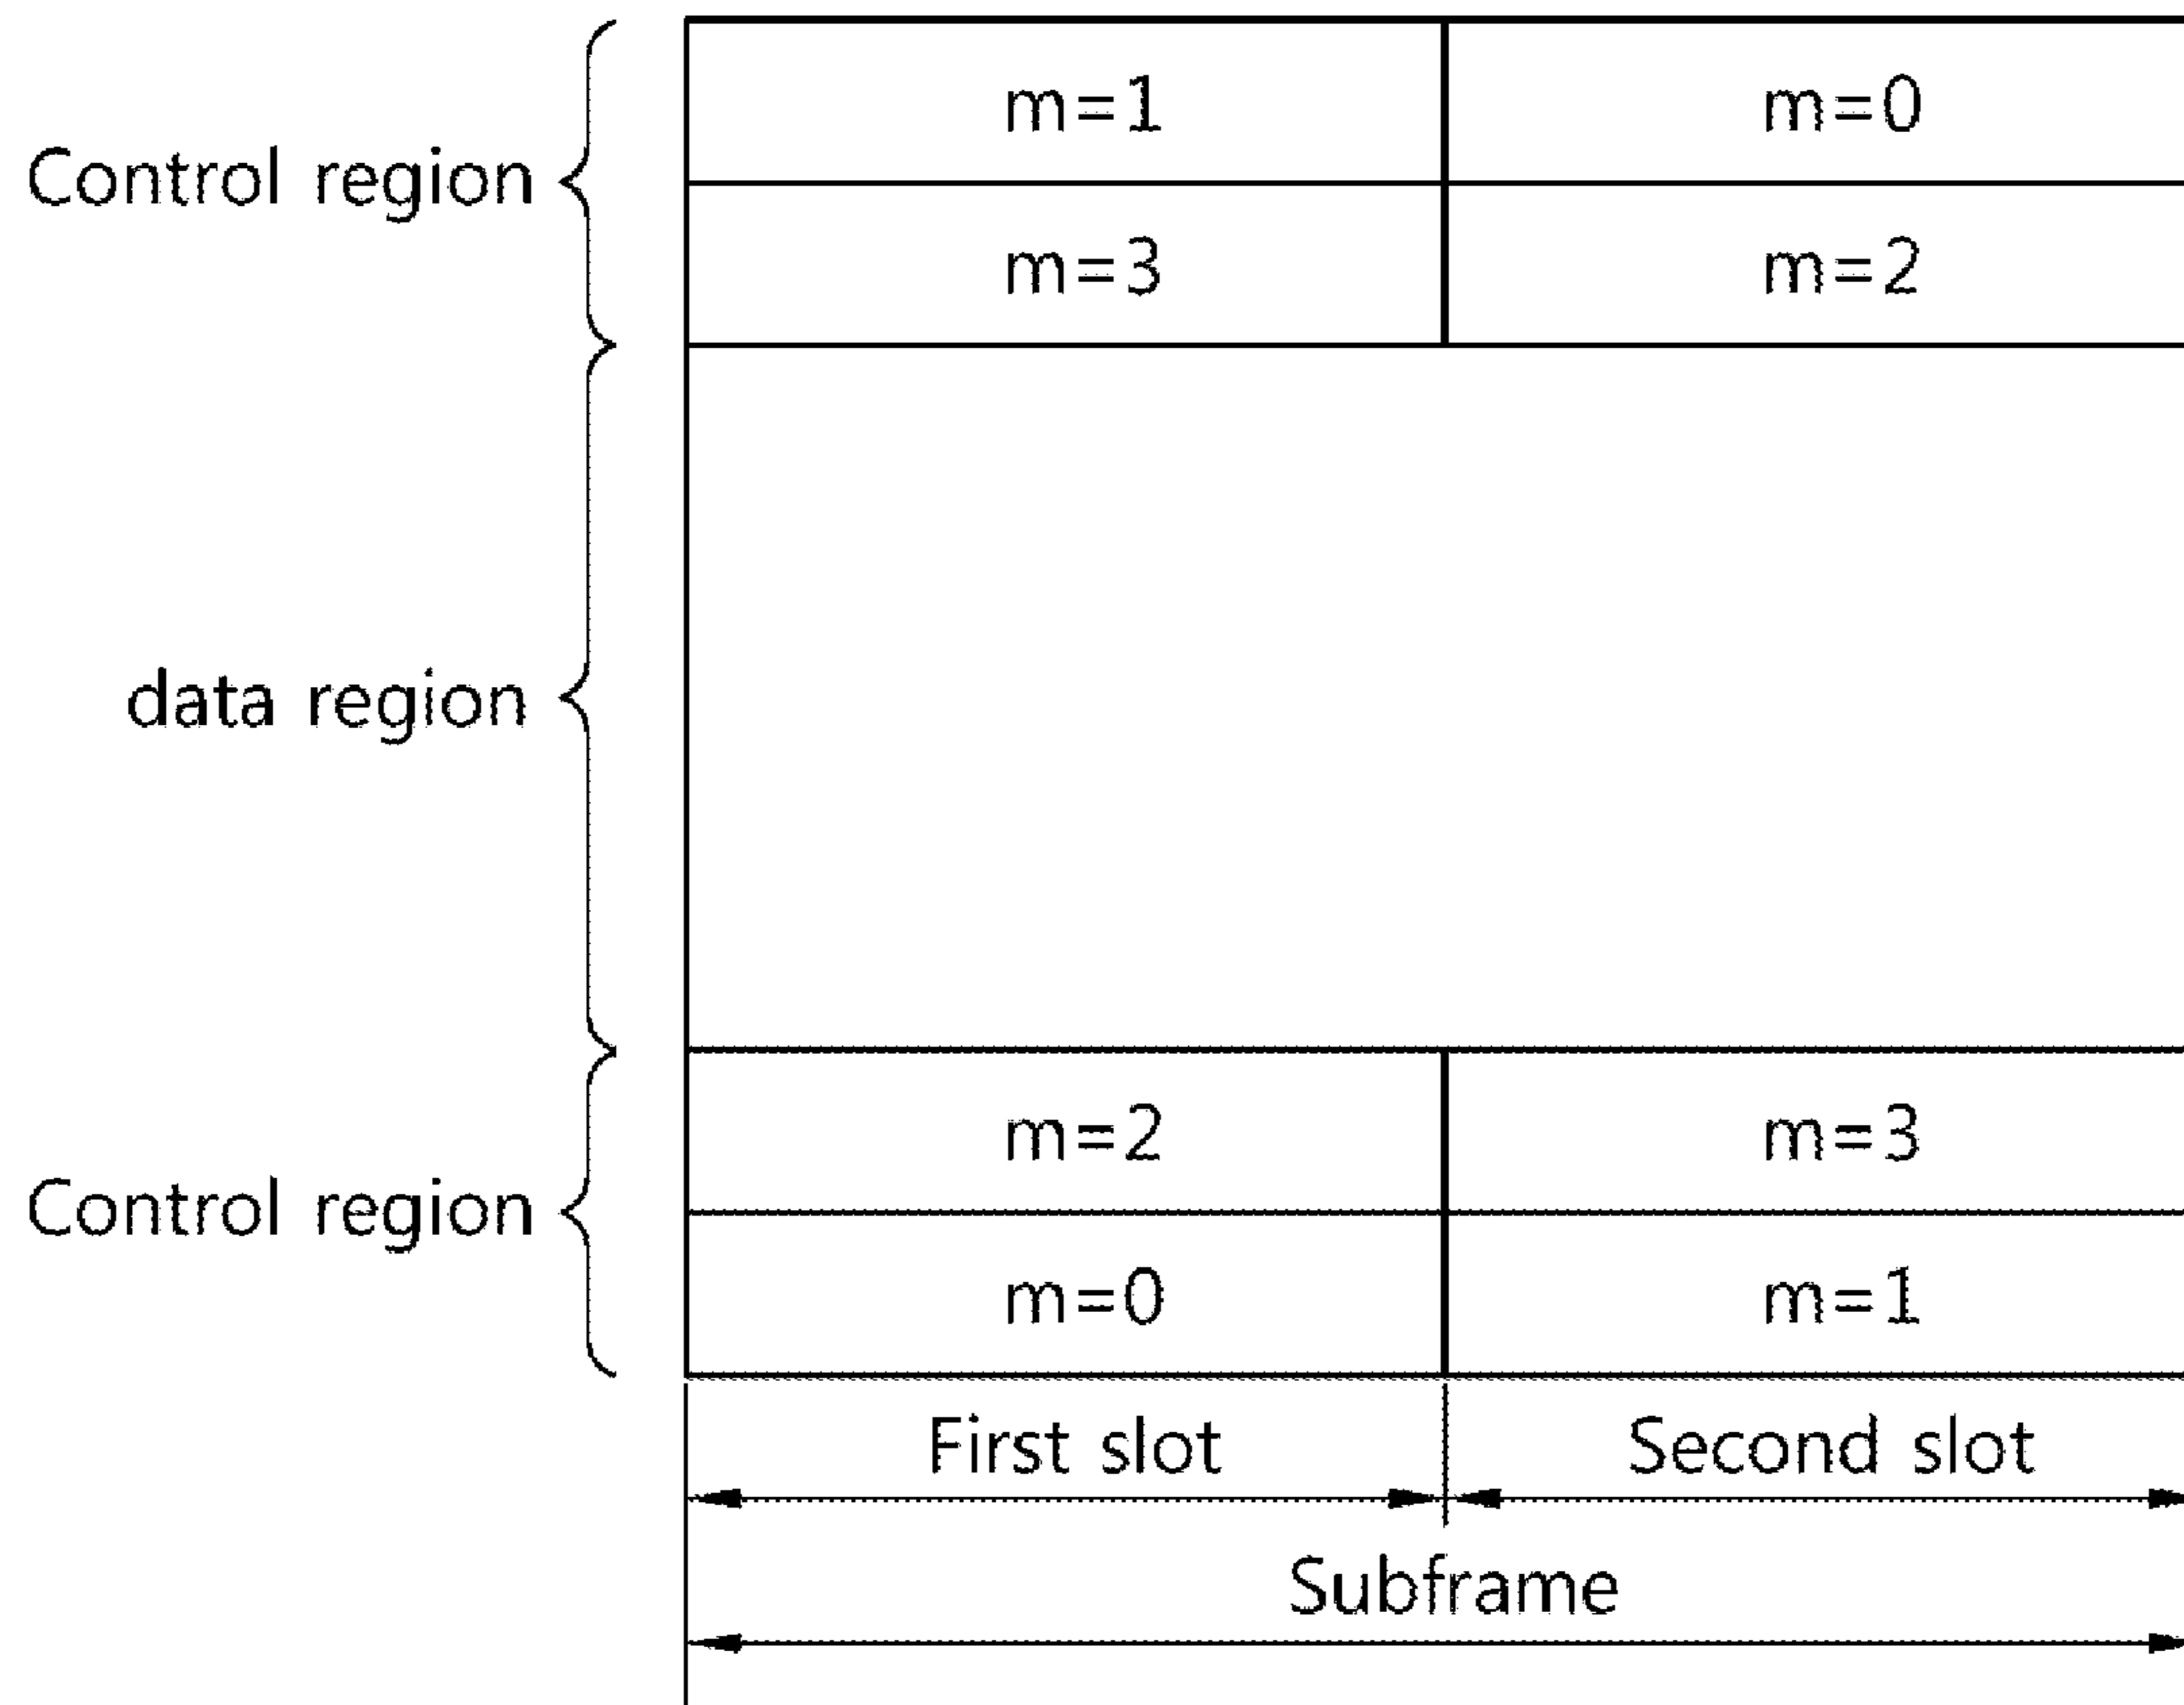 m=1 m=0
Control region
m=3 m=2
data region
m=2 m=3
Control region
m=0 m=1
First slot Second slot
Subframe